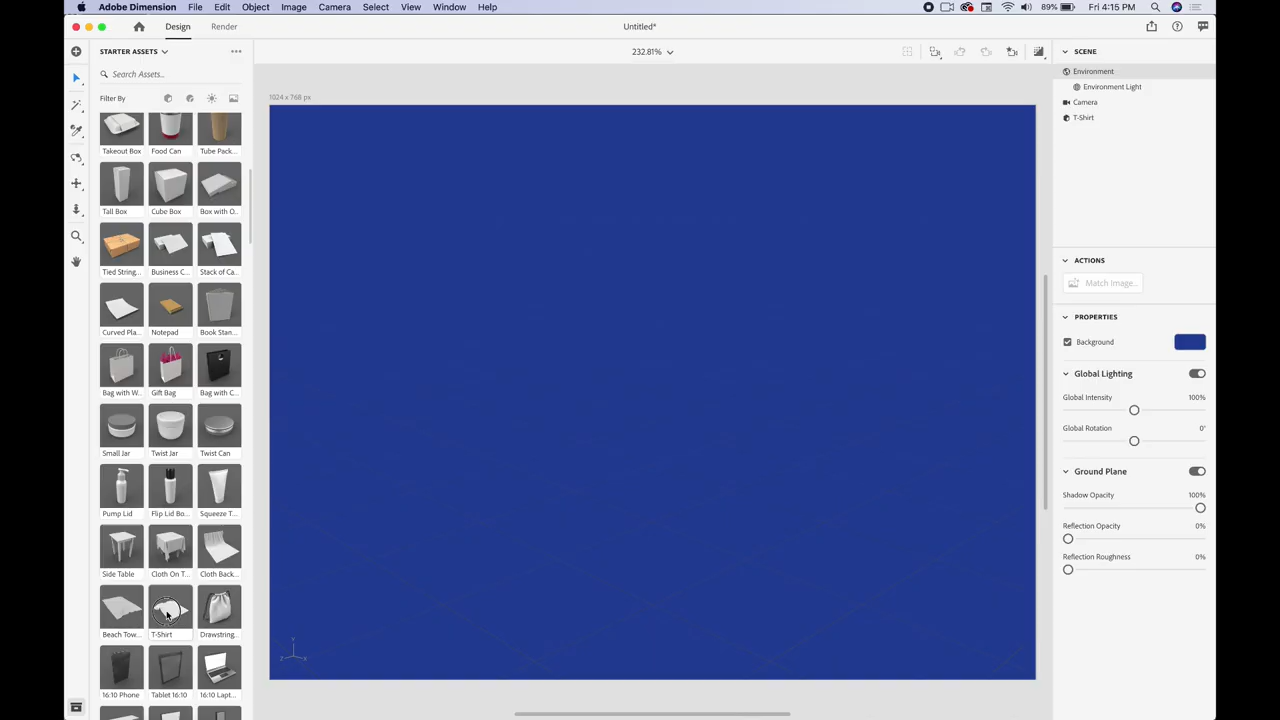 Adobe Dimension File Edit Object Image Camera Select View Window Help 89% Fri 4:15 PM
Design Render Untitled*
STARTER ASSETS 232.81% SCENE
Search Assets... Environment
Environment Light
Filter By 1024 x 768 px Camera
T-Shirt
Takeout Box Food Can Tube Pack...
Tall Box Cube Box Box with O...
ACTIONS
Tied String... Business C... Stack of Ca...
Match Image...
PROPERTIES
Curved Pla... Notepad Book Stan...
Background
Global Lighting
Bag with W... Gift Bag Bag with C...
Global Intensity 100%
Global Rotation 0°
Small Jar Twist Jar Twist Can
Ground Plane
Shadow Opacity 100%
Pump Lid Flip Lid Bo... Squeeze T...
Reflection Opacity 0%
Reflection Roughness 0%
Side Table Cloth On T... Cloth Back...
Beach Tow... T-Shirt Drawstring...
Y
Z X
16:10 Phone Tablet 16:10 16:10 Lapt...